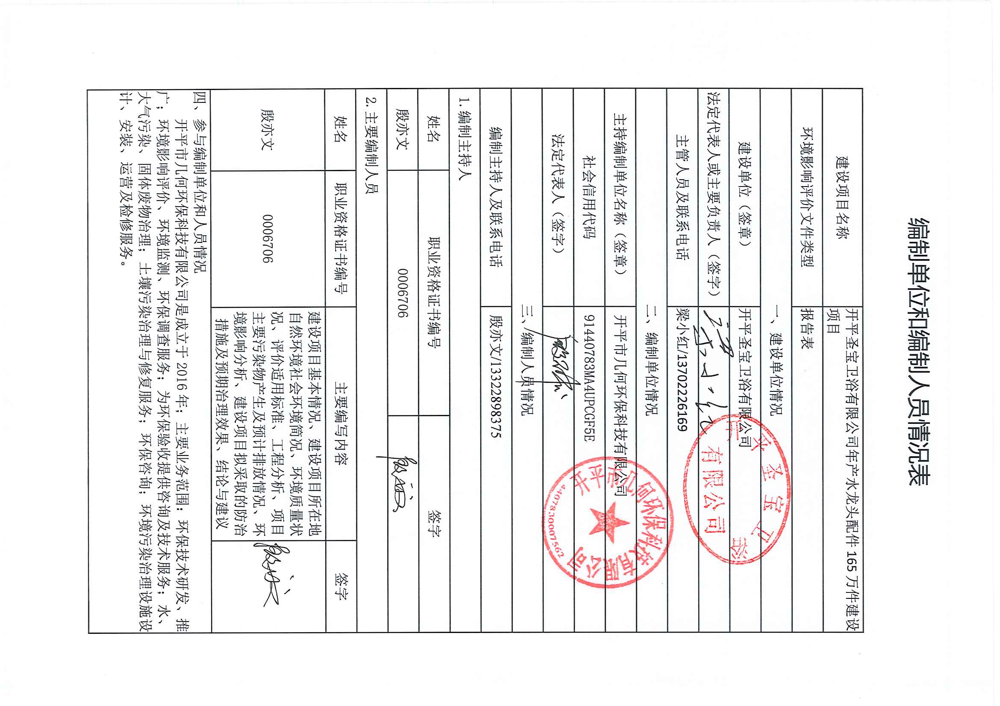 编制单位和编制人员情况表
建设项目名称
开平圣宝卫浴有限公司年产水龙头配件 165 万件建设
项目
环境影响评价文件类型
报告表
一、建设单位情况
建设单位（签章）
开平圣宝卫浴有限公司
法定代表人或主要负责人（签字）
主管人员及联系电话
梁小红/13702226169
开平圣宝卫浴
有限公司
二、编制单位情况
主持编制单位名称（签章）
开平市几何环保科技有限公司
社会信用代码
91440783MA4UPCGF5E
法定代表人（签字）
开平市几何环保科技有限公司
4407830007562
编制主持人及联系电话
殷亦文/13322898375
三、编制人员情况
1.编制主持人
姓名
职业资格证书编号
签字
殷亦文
0006706
2.主要编制人员
姓名
职业资格证书编号
主要编写内容
签字
殷亦文
0006706
建设项目基本情况、建设项目所在地
自然环境社会环境简况、环境质量状
况、评价适用标准、工程分析、项目
主要污染物产生及预计排放情况、环
境影响分析、建设项目拟采取的防治
措施及预期治理效果、结论与建议
四、参与编制单位和人员情况
开平市几何环保科技有限公司是成立于 2016 年；主要业务范围：环保技术研发、推
广；环境影响评价、环境监测、环保调查服务；为环保验收提供咨询及技术服务；水、
大气污染、固体废物治理；土壤污染治理与修复服务；环保咨询；环境污染治理设施设
计、安装、运营及检修服务。